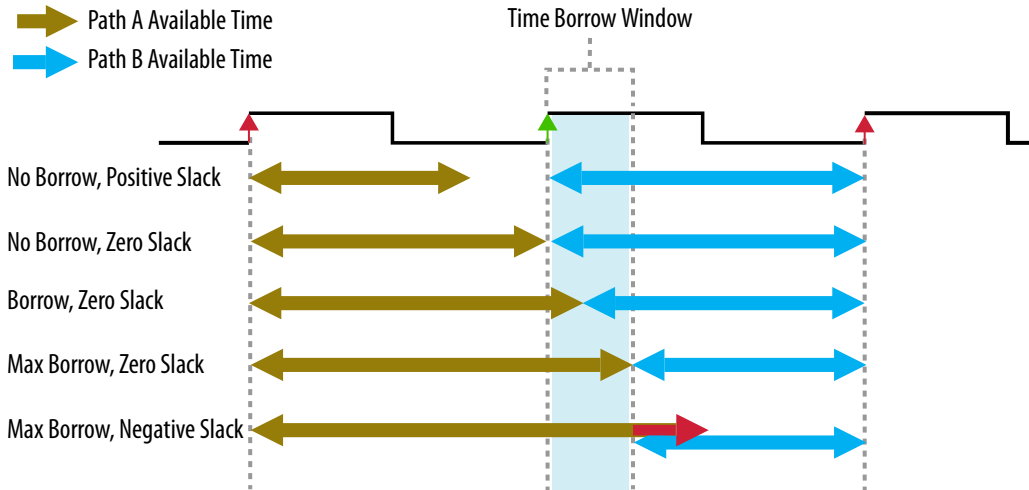 Path A Available Time
Path B Available Time
Time Borrow Window
No Borrow, Positive Slack
No Borrow, Zero Slack
Borrow, Zero Slack
Max Borrow, Zero Slack
Max Borrow, Negative Slack